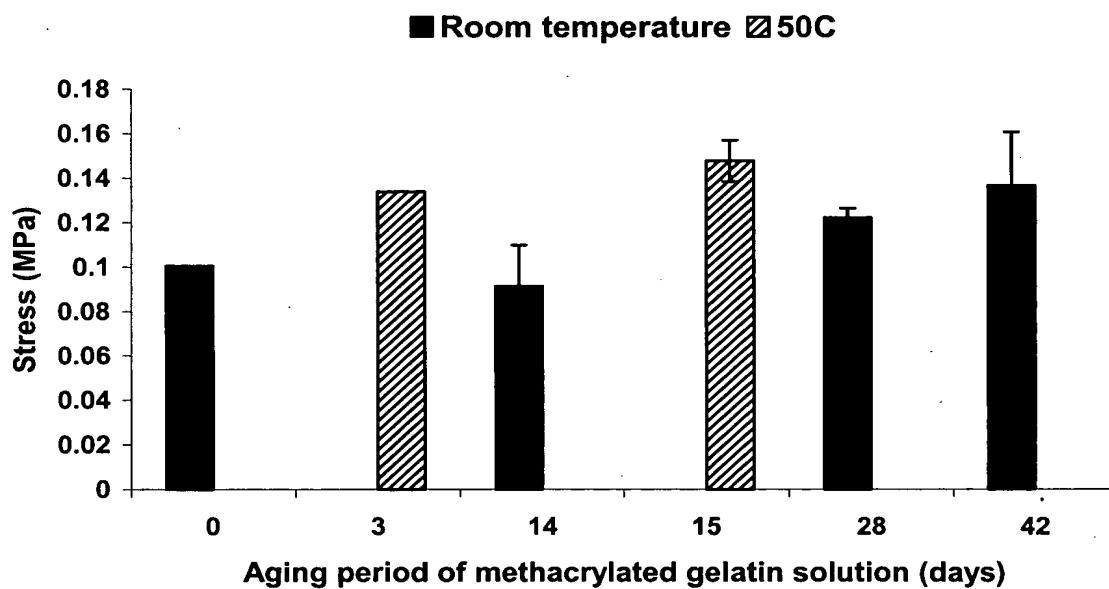 Room temperature 50C
0.18
0.16
0.14
0.12
0.1
0.08
0.06
0.04
0.02
0
Stress (MPa)
0 3 14 15 28 42
Aging period of methacrylated gelatin solution (days)